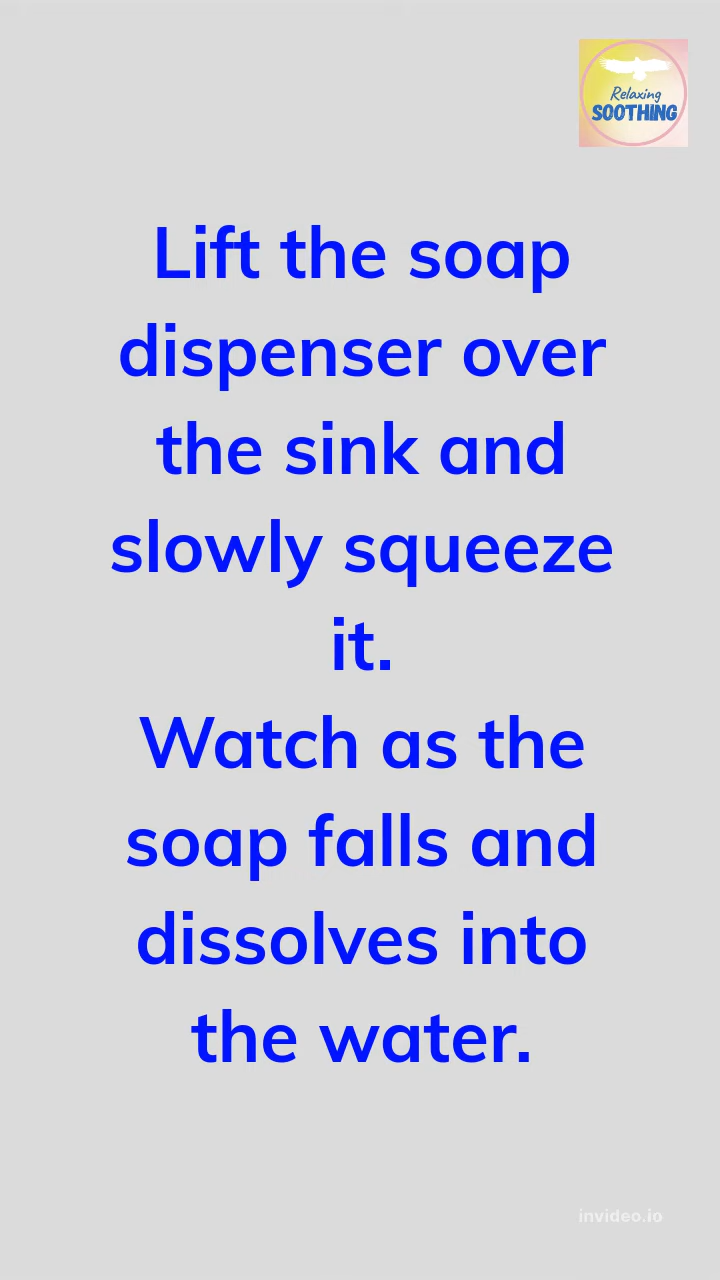 Relaxing
SOOTHING
Lift the soap
dispenser over
the sink and
slowly squeeze
it.
Watch as the
soap falls and
dissolves into
the water.
invideo.io